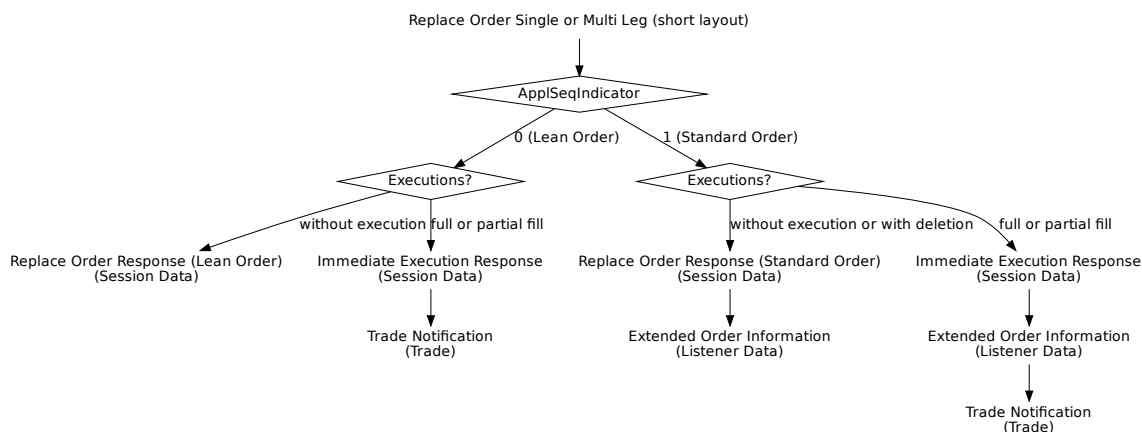 Replace Order Single or Multi Leg (short layout)
ApplSeqIndicator
0 (Lean Order)
1 (Standard Order)
Executions?
Executions?
without execution
full or partial fill
without execution or with deletion
full or partial fill
Replace Order Response (Lean Order)
(Session Data)
Immediate Execution Response
(Session Data)
Replace Order Response (Standard Order)
(Session Data)
Immediate Execution Response
(Session Data)
Trade Notification
(Trade)
Extended Order Information
(Listener Data)
Extended Order Information
(Listener Data)
Trade Notification
(Trade)